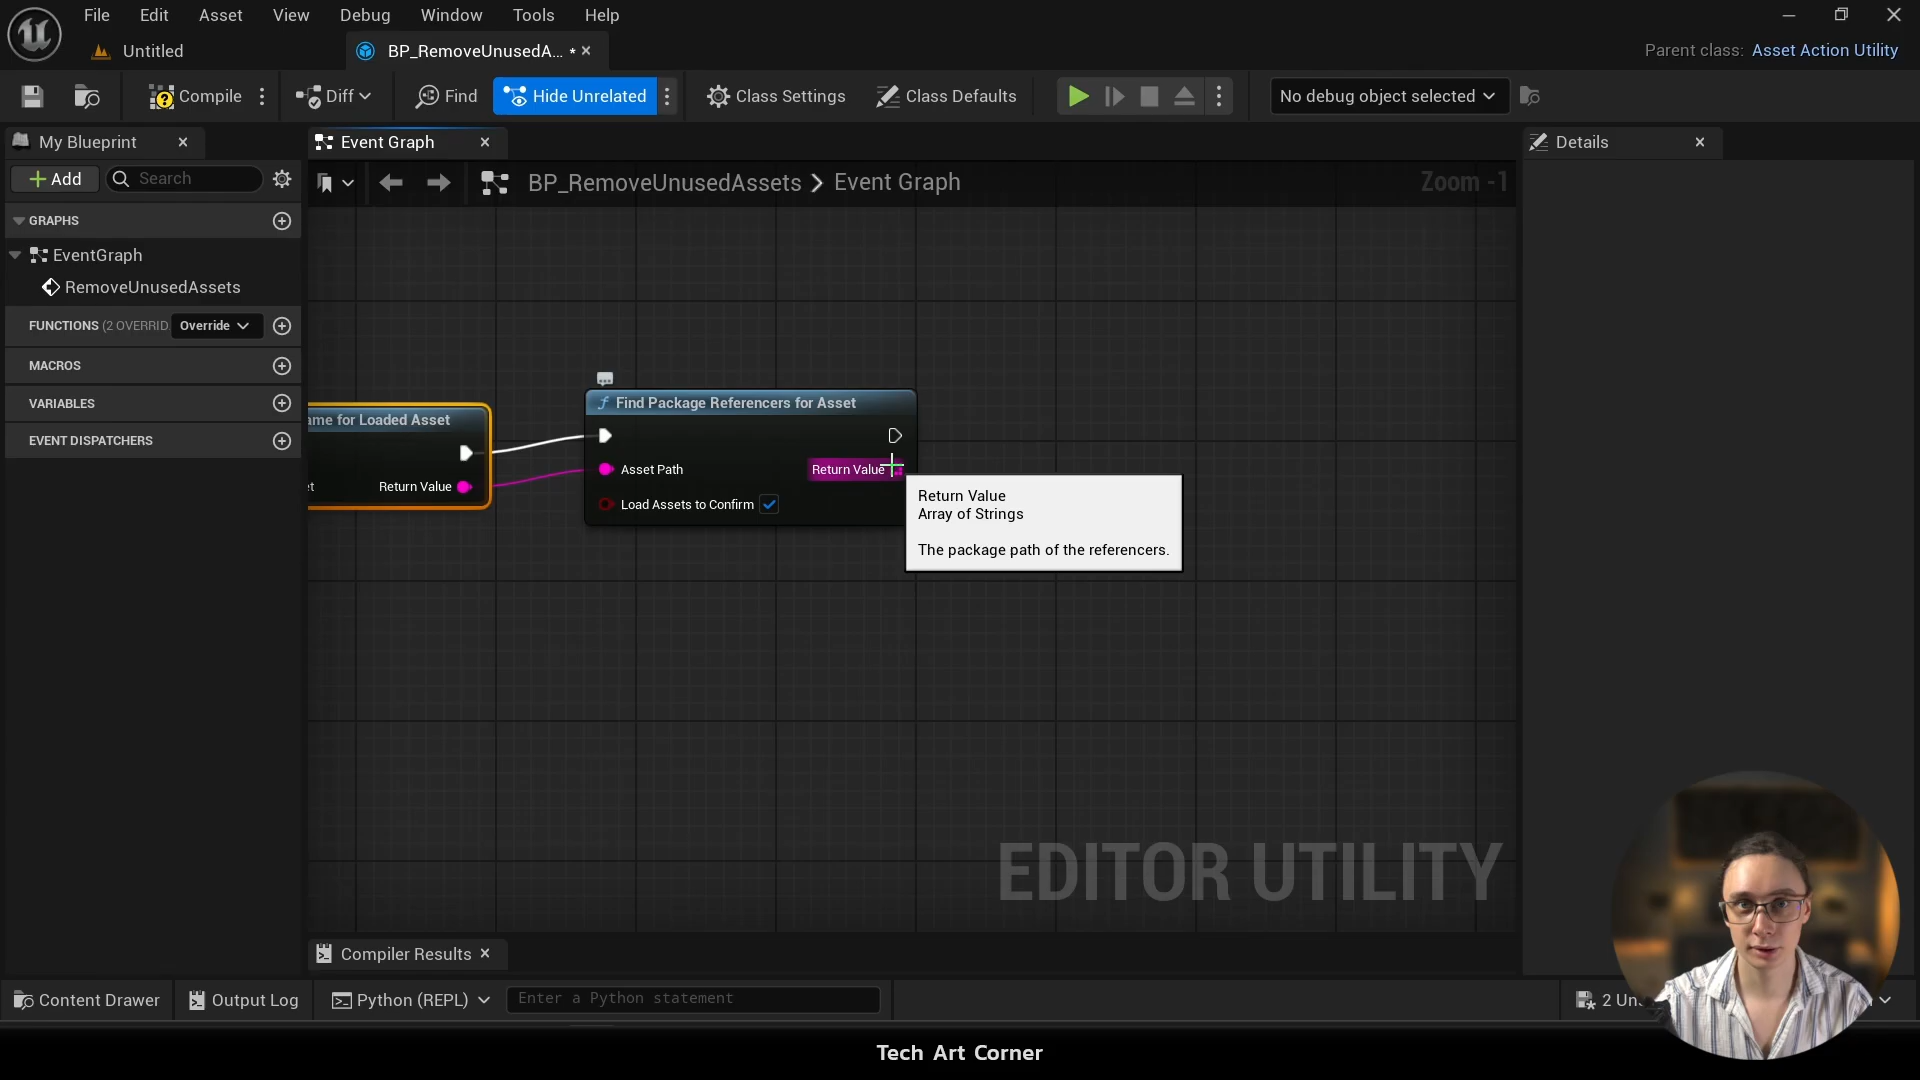 File Edit Asset View Debug Window Tools Help
Untitled
BP_RemoveUnusedA... *
Parent class: Asset Action Utility
Compile
Diff
Find
Hide Unrelated
Class Settings
Class Defaults
No debug object selected
My Blueprint
Event Graph
Details
Add
Search
BP_RemoveUnusedAssets > Event Graph
Zoom -1
GRAPHS
EventGraph
RemoveUnusedAssets
FUNCTIONS (2 OVERRID
Override
MACROS
VARIABLES
EVENT DISPATCHERS
ame for Loaded Asset
et
Return Value
f Find Package Referencers for Asset
Asset Path
Return Value
Load Assets to Confirm
Return Value
Array of Strings
The package path of the referencers.
EDITOR UTILITY
Compiler Results
Content Drawer
Output Log
Python (REPL)
Enter a Python statement
2 Un
Tech Art Corner